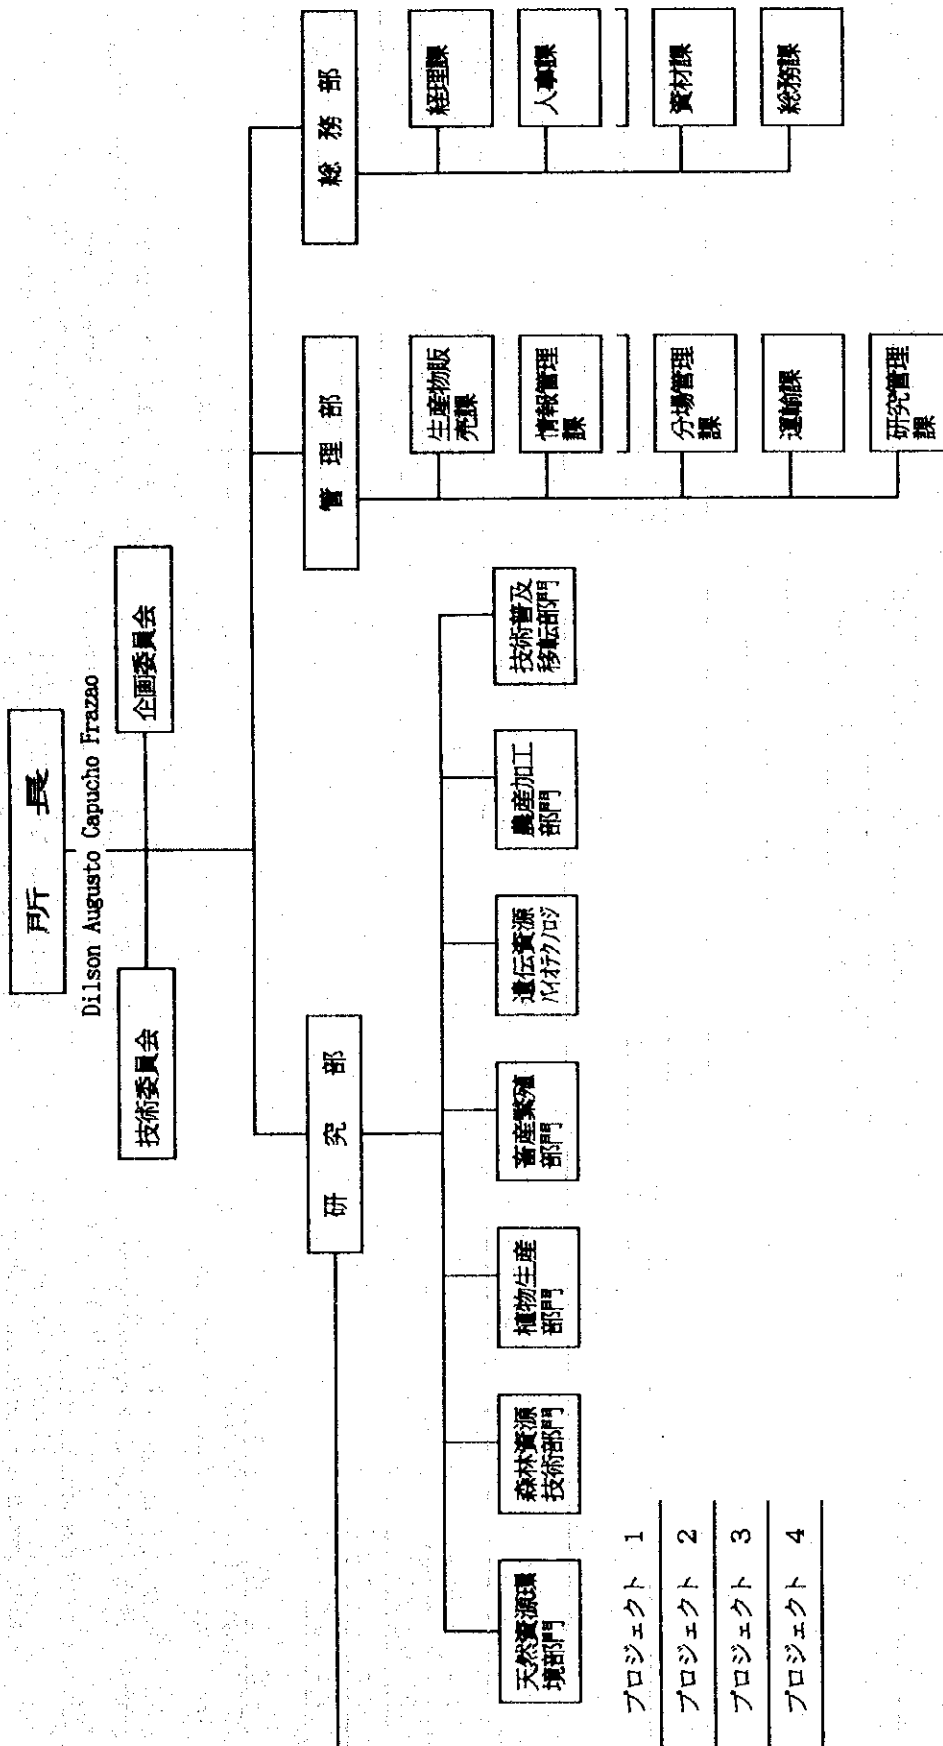 所 長
Dilson Augusto Capucho Frazao
技術委員会
企画委員会
研 究 部
管 理 部
総 務 部
天然資源環
境部門
森林資源
技術部門
植物生産
部門
畜産繁殖
部門
遺伝資源
バイオテクノロジ
農産加工
部門
技術普及
移転部門
生産物販
売課
情報管理
課
分場管理
課
運輸課
研究管理
課
経理課
人事課
資材課
総務課
プロジェクト 1
プロジェクト 2
プロジェクト 3
プロジェクト 4